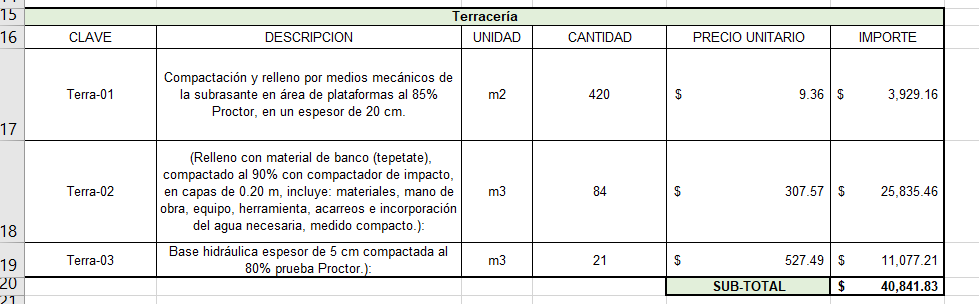 15 Terracería
16 CLAVE DESCRIPCION UNIDAD CANTIDAD PRECIO UNITARIO IMPORTE
Compactación y relleno por medios mecánicos de
la subrasante en área de plataformas al 85%
Proctor, en un espesor de 20 cm.
17 Terra-01 m2 420 $ 9.36 $ 3,929.16
(Relleno con material de banco (tepetate),
compactado al 90% con compactador de impacto,
en capas de 0.20 m, incluye: materiales, mano de
obra, equipo, herramienta, acarreos e incorporación
del agua necesaria, medido compacto.):
18 Terra-02 m3 84 $ 307.57 $ 25,835.46
Base hidráulica espesor de 5 cm compactada al
80% prueba Proctor.):
19 Terra-03 m3 21 $ 527.49 $ 11,077.21
20 SUB-TOTAL $ 40,841.83
21